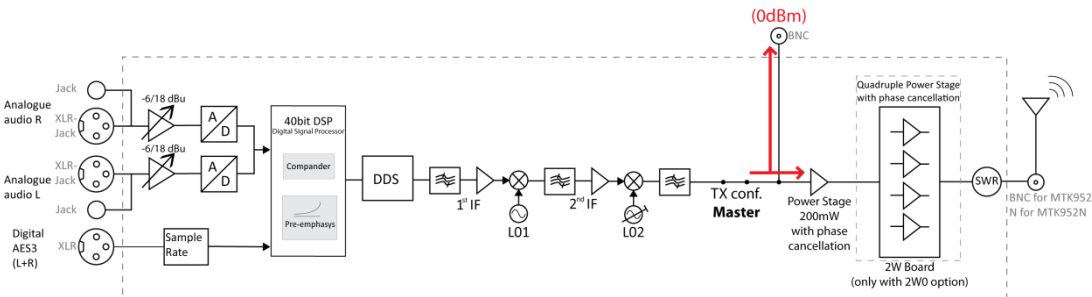 (0dBm)
BNC
Jack
Analogue
audio R
XLR-
Jack
-6/18 dBu
A
D
XLR-
Jack
Analogue
audio L
Jack
-6/18 dBu
A
D
Digital
AES3
(L+R)
XLR
Sample
Rate
40bit DSP
Digital Signal Processor
Compander
Pre-emphasys
DDS
1st IF
LO1
2nd IF
LO2
TX conf.
Master
Power Stage
200mW
with phase
cancellation
Quadruple Power Stage
with phase cancellation
2W Board
(only with 2W0 option)
SWR
BNC for MTK952
N for MTK952N